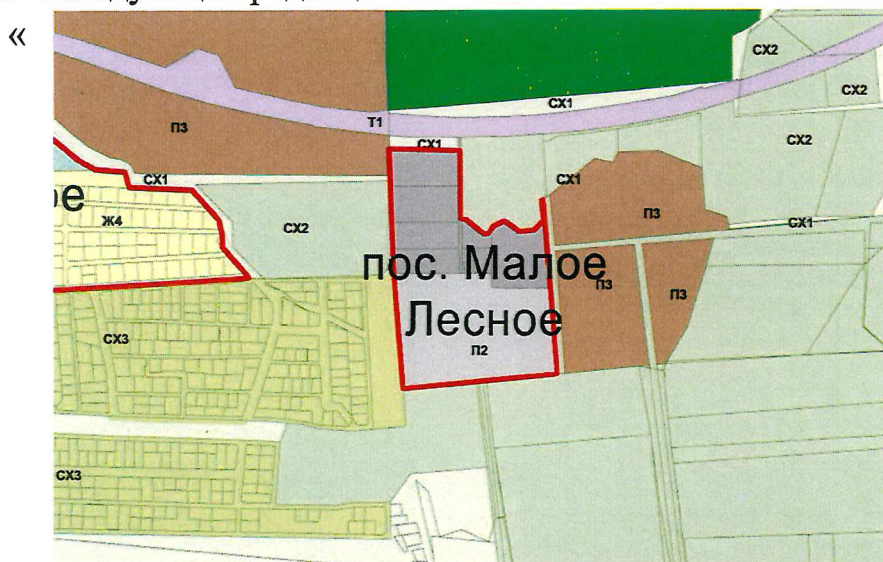 «
СХ2
СХ2
СХ1
Т1
П3
СХ1
СХ2
СХ1
СХ1
ое
Ж4
П3
СХ2
СХ1
пос. Малое
Лесное
П3
П3
СХ3
П2
СХ3